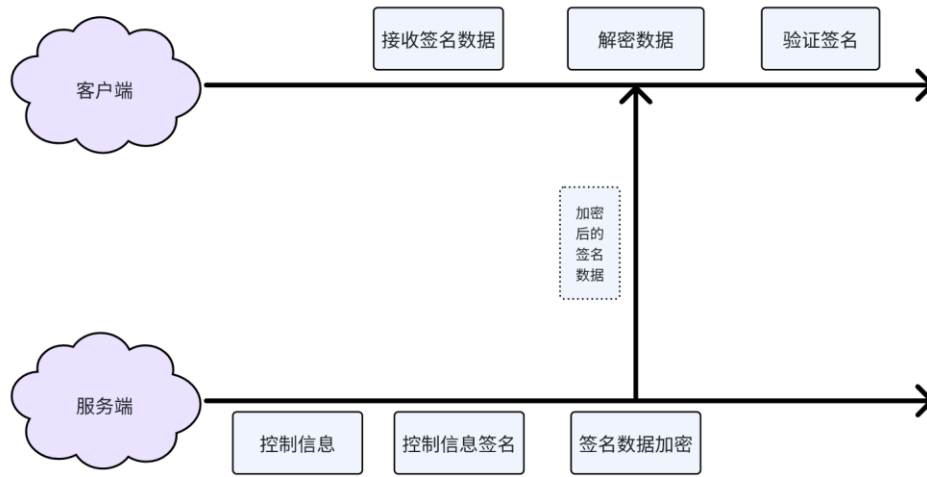 接收签名数据
解密数据
验证签名
客户端
加密
后的
签名
数据
服务端
控制信息
控制信息签名
签名数据加密